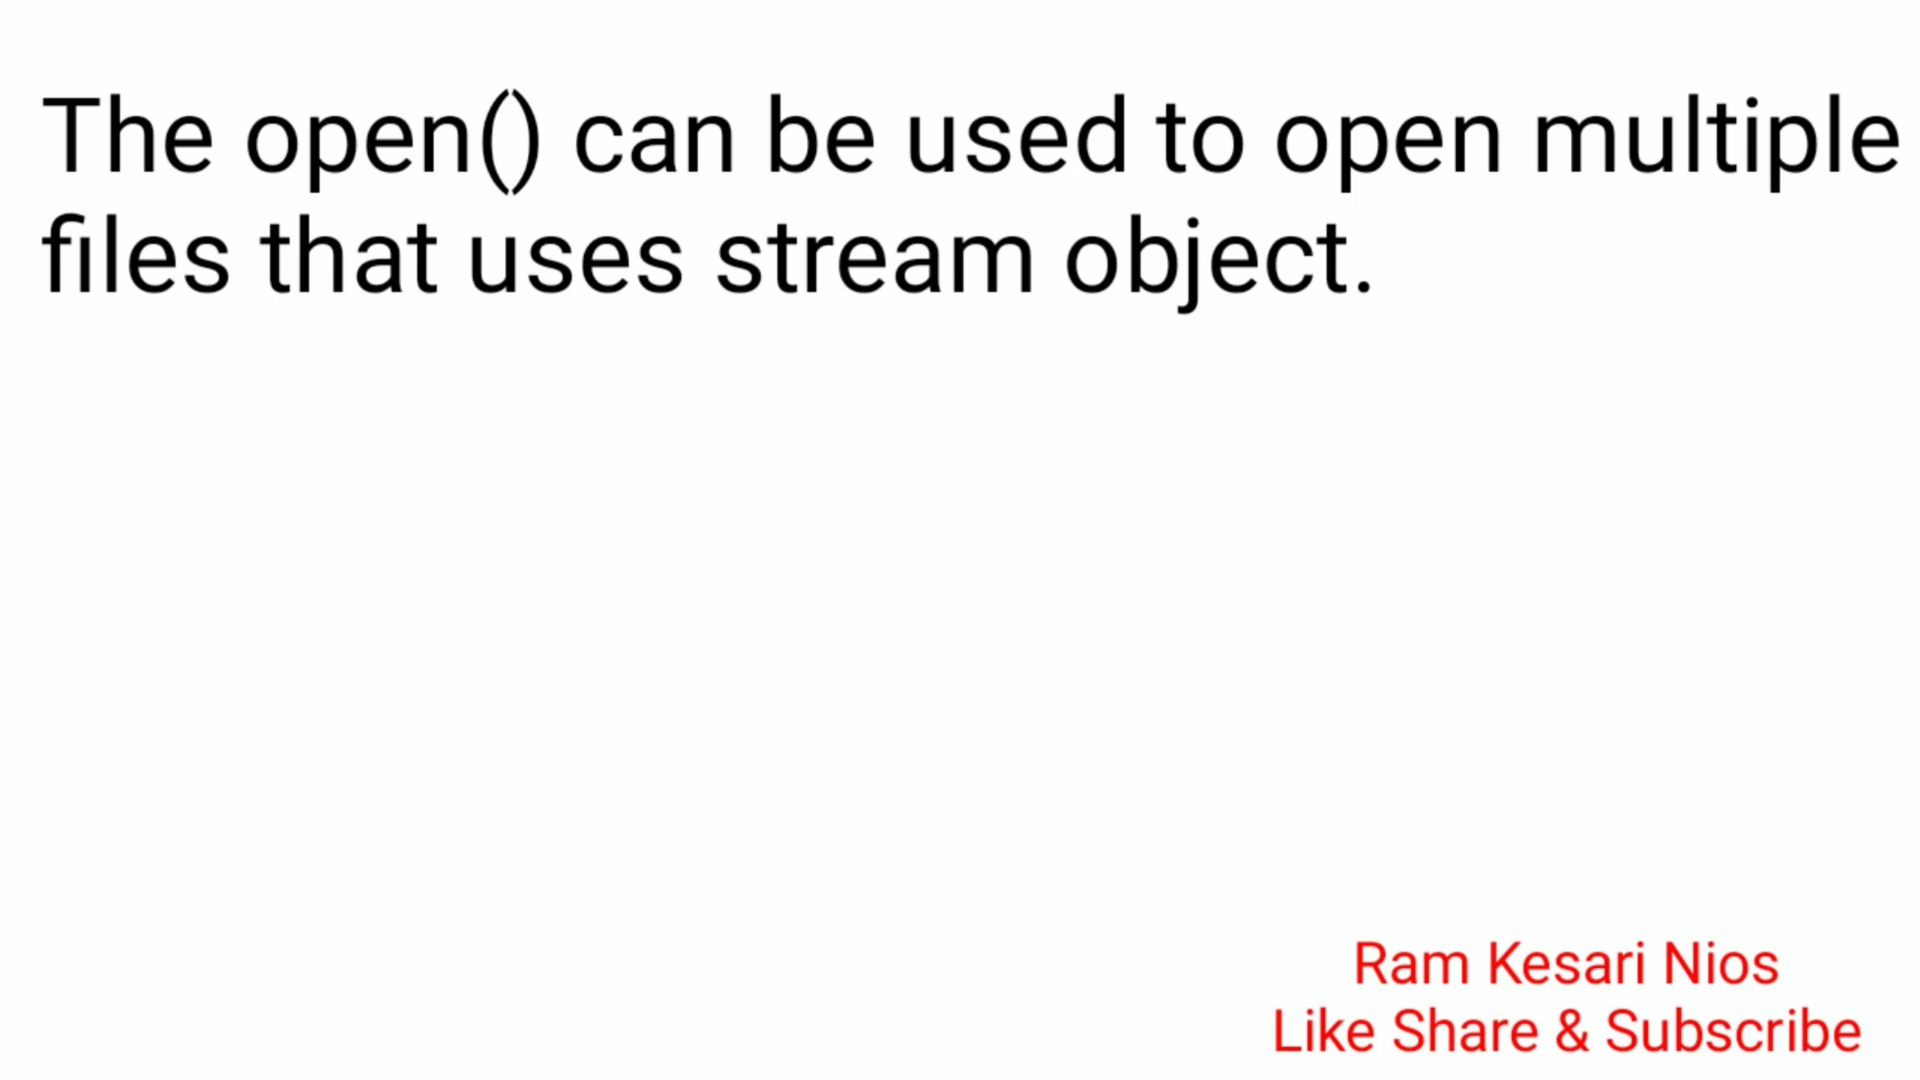 The open() can be used to open multiple
files that uses stream object.
Ram Kesari Nios
Like Share & Subscribe